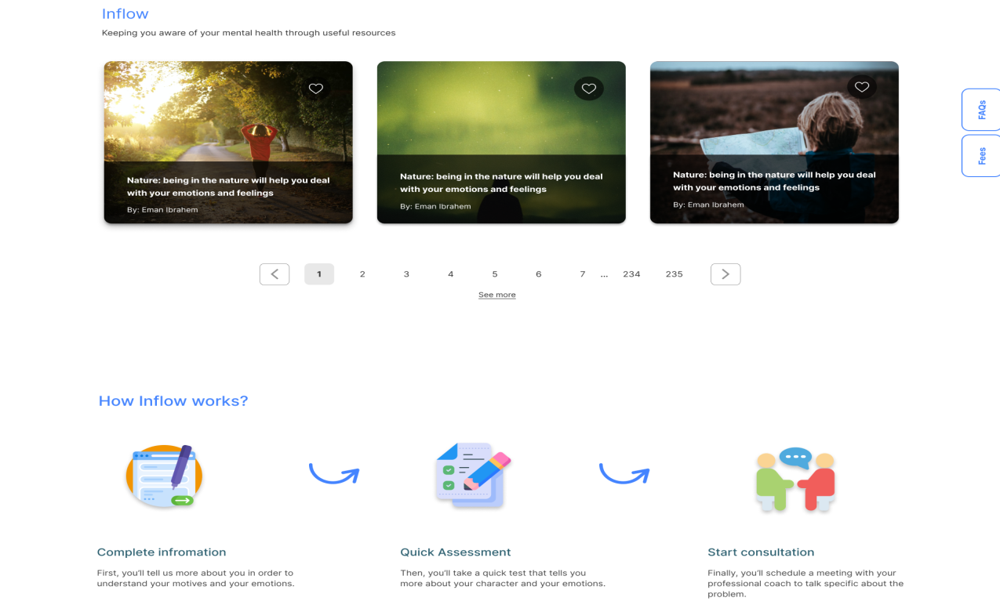 Inflow
Keeping you aware of your mental health through useful resources
FAQs
Fees
Nature: being in the nature will help you deal
with your emotions and feelings
By: Eman Ibrahem
Nature: being in the nature will help you deal
with your emotions and feelings
By: Eman Ibrahem
Nature: being in the nature will help you deal
with your emotions and feelings
By: Eman Ibrahem
1 2 3 4 5 6 7 ... 234 235
See more
How Inflow works?
Complete infromation
First, you'll tell us more about you in order to
understand your motives and your emotions.
Quick Assessment
Then, you'll take a quick test that tells you
more about your character and your emotions.
Start consultation
Finally, you'll schedule a meeting with your
professional coach to talk specific about the
problem.